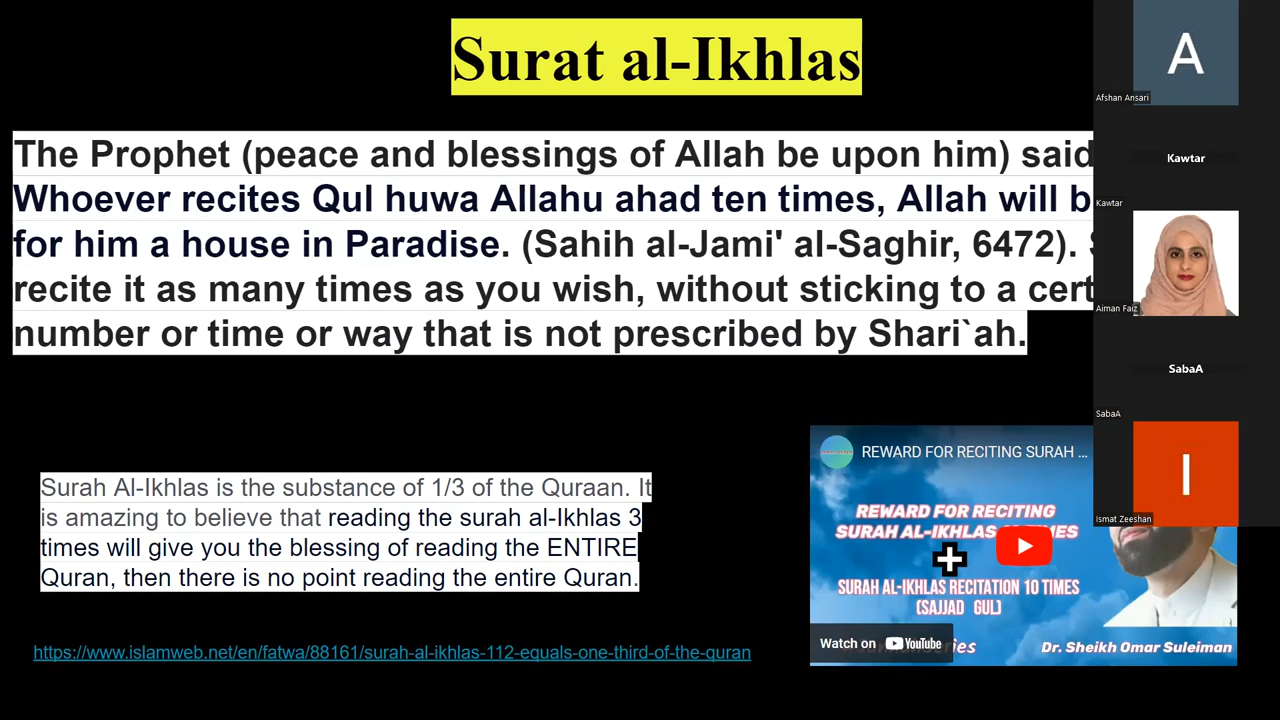 Surat al-Ikhlas
A
Afshan Ansari
The Prophet (peace and blessings of Allah be upon him) said
Whoever recites Qul huwa Allahu ahad ten times, Allah will b
for him a house in Paradise. (Sahih al-Jami' al-Saghir, 6472).
recite it as many times as you wish, without sticking to a cert
number or time or way that is not prescribed by Shari`ah.
Kawtar
Kawtar
Aiman Faiz
SabaA
SabaA
I
Ismat Zeeshan
Surah Al-Ikhlas is the substance of 1/3 of the Quraan. It
is amazing to believe that reading the surah al-Ikhlas 3
times will give you the blessing of reading the ENTIRE
Quran, then there is no point reading the entire Quran.
https://www.islamweb.net/en/fatwa/88161/surah-al-ikhlas-112-equals-one-third-of-the-quran
REWARD FOR RECITING SURAH ...
REWARD FOR RECITING
SURAH AL-IKHLAS TIMES
+
SURAH AL-IKHLAS RECITATION 10 TIMES
(SAJJAD GUL)
Watch on YouTube
Dr. Sheikh Omar Suleiman